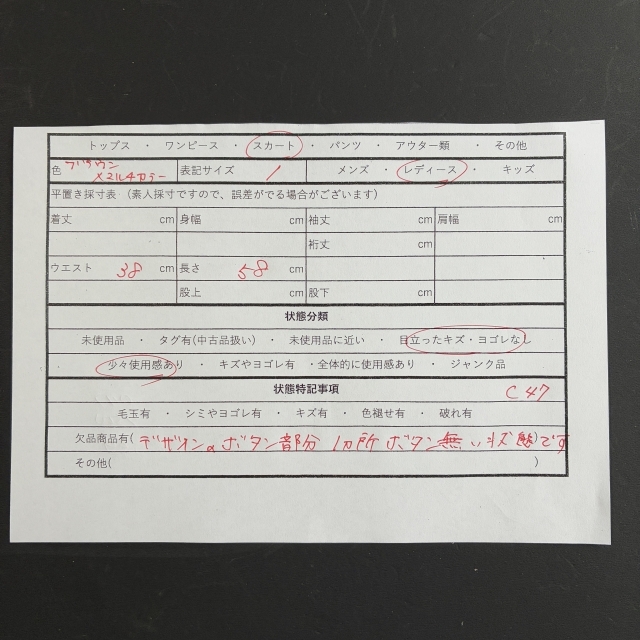 トップス ・ ワンピース ・ スカート ・ パンツ ・ アウター類 ・ その他
色 ブラウン 表記サイズ 1 メンズ ・ レディース ・ キッズ
×マルチカラー
平置き採寸表 (素人採寸ですので、誤差がでる場合がございます)
着丈 cm 身幅 cm 袖丈 cm 肩幅 cm
裄丈 cm
ウエスト 38 cm 長さ 58 cm
股上 cm 股下 cm
状態分類
未使用品 ・ タグ有(中古品扱い) ・ 未使用品に近い ・ 目立ったキズ・ヨゴレなし
少々使用感あり ・ キズやヨゴレ有 ・全体的に使用感あり ・ ジャンク品
状態特記事項 C47
毛玉有 ・ シミやヨゴレ有 ・ キズ有 ・ 色褪せ有 ・ 破れ有
欠品商品有( デザインのボタン部分 1カ所 ボタン無い状態です )
その他( )